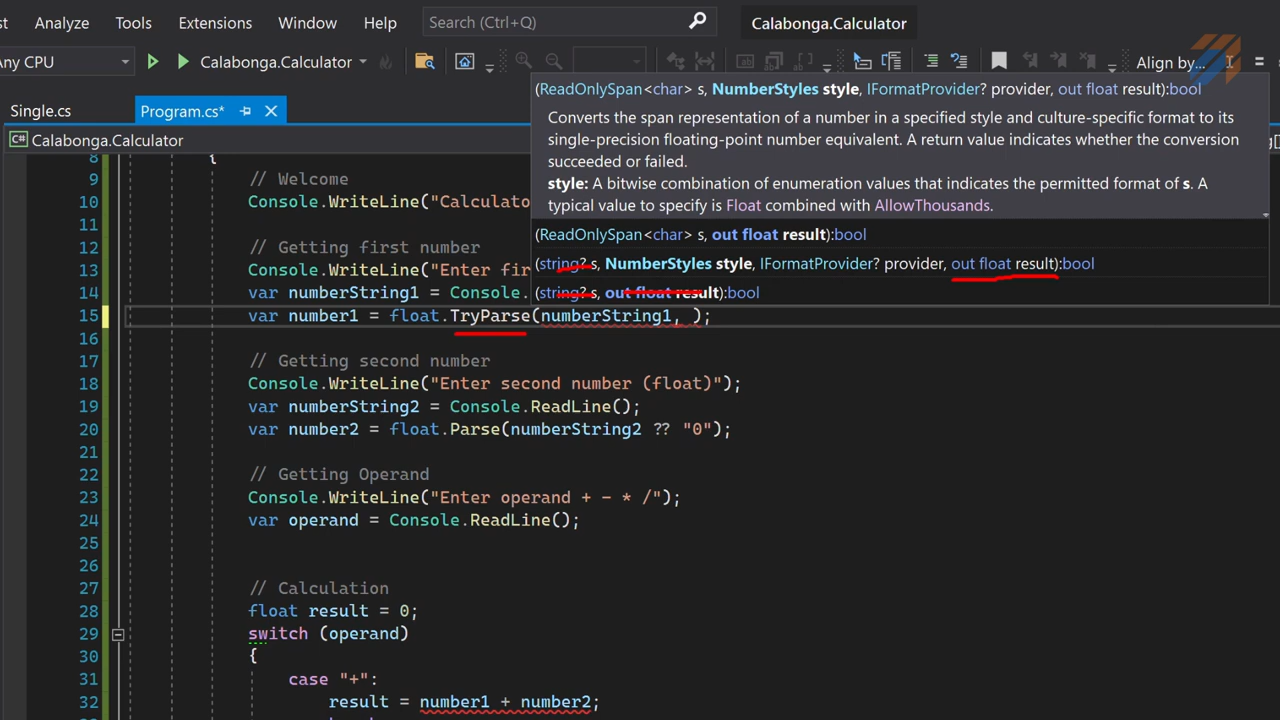 st Analyze Tools Extensions Window Help Search (Ctrl+Q) Calabonga.Calculator
ny CPU Calabonga.Calculator Align by...
Single.cs Program.cs*
C# Calabonga.Calculator
(ReadOnlySpan<char> s, NumberStyles style, IFormatProvider? provider, out float result):bool
Converts the span representation of a number in a specified style and culture-specific format to its
single-precision floating-point number equivalent. A return value indicates whether the conversion
succeeded or failed.
style: A bitwise combination of enumeration values that indicates the permitted format of s. A
typical value to specify is Float combined with AllowThousands.
(ReadOnlySpan<char> s, out float result):bool
(string? s, NumberStyles style, IFormatProvider? provider, out float result):bool
(string? s, out float result):bool
8 {
9 // Welcome
10 Console.WriteLine("Calculato
11
12 // Getting first number
13 Console.WriteLine("Enter fir
14 var numberString1 = Console.
15 var number1 = float.TryParse(numberString1, );
16
17 // Getting second number
18 Console.WriteLine("Enter second number (float)");
19 var numberString2 = Console.ReadLine();
20 var number2 = float.Parse(numberString2 ?? "0");
21
22 // Getting Operand
23 Console.WriteLine("Enter operand + - * /");
24 var operand = Console.ReadLine();
25
26
27 // Calculation
28 float result = 0;
29 switch (operand)
30 {
31 case "+":
32 result = number1 + number2;